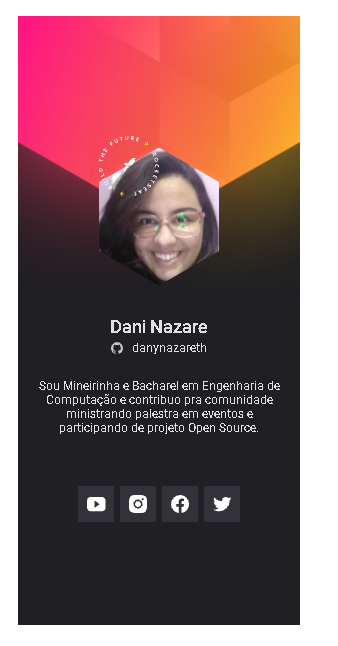 BUILD THE FUTURE
ROCKETSEAT
Dani Nazare
danynazareth
Sou Mineirinha e Bacharel em Engenharia de
Computação e contribuo pra comunidade
ministrando palestra em eventos e
participando de projeto Open Source.